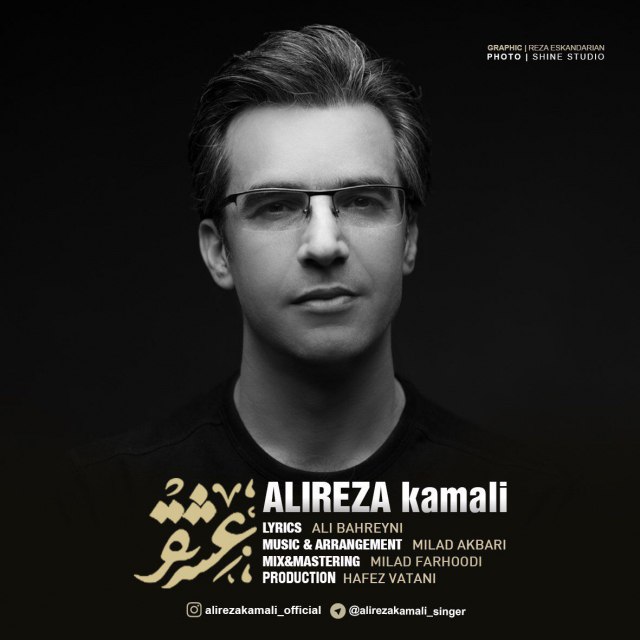 GRAPHIC | REZA ESKANDARIAN
PHOTO | SHINE STUDIO
عشق
ALIREZA kamali
LYRICS ALI BAHREYNI
MUSIC & ARRANGEMENT MILAD AKBARI
MIX&MASTERING MILAD FARHOODI
PRODUCTION HAFEZ VATANI
alirezakamali_official @alirezakamali_singer